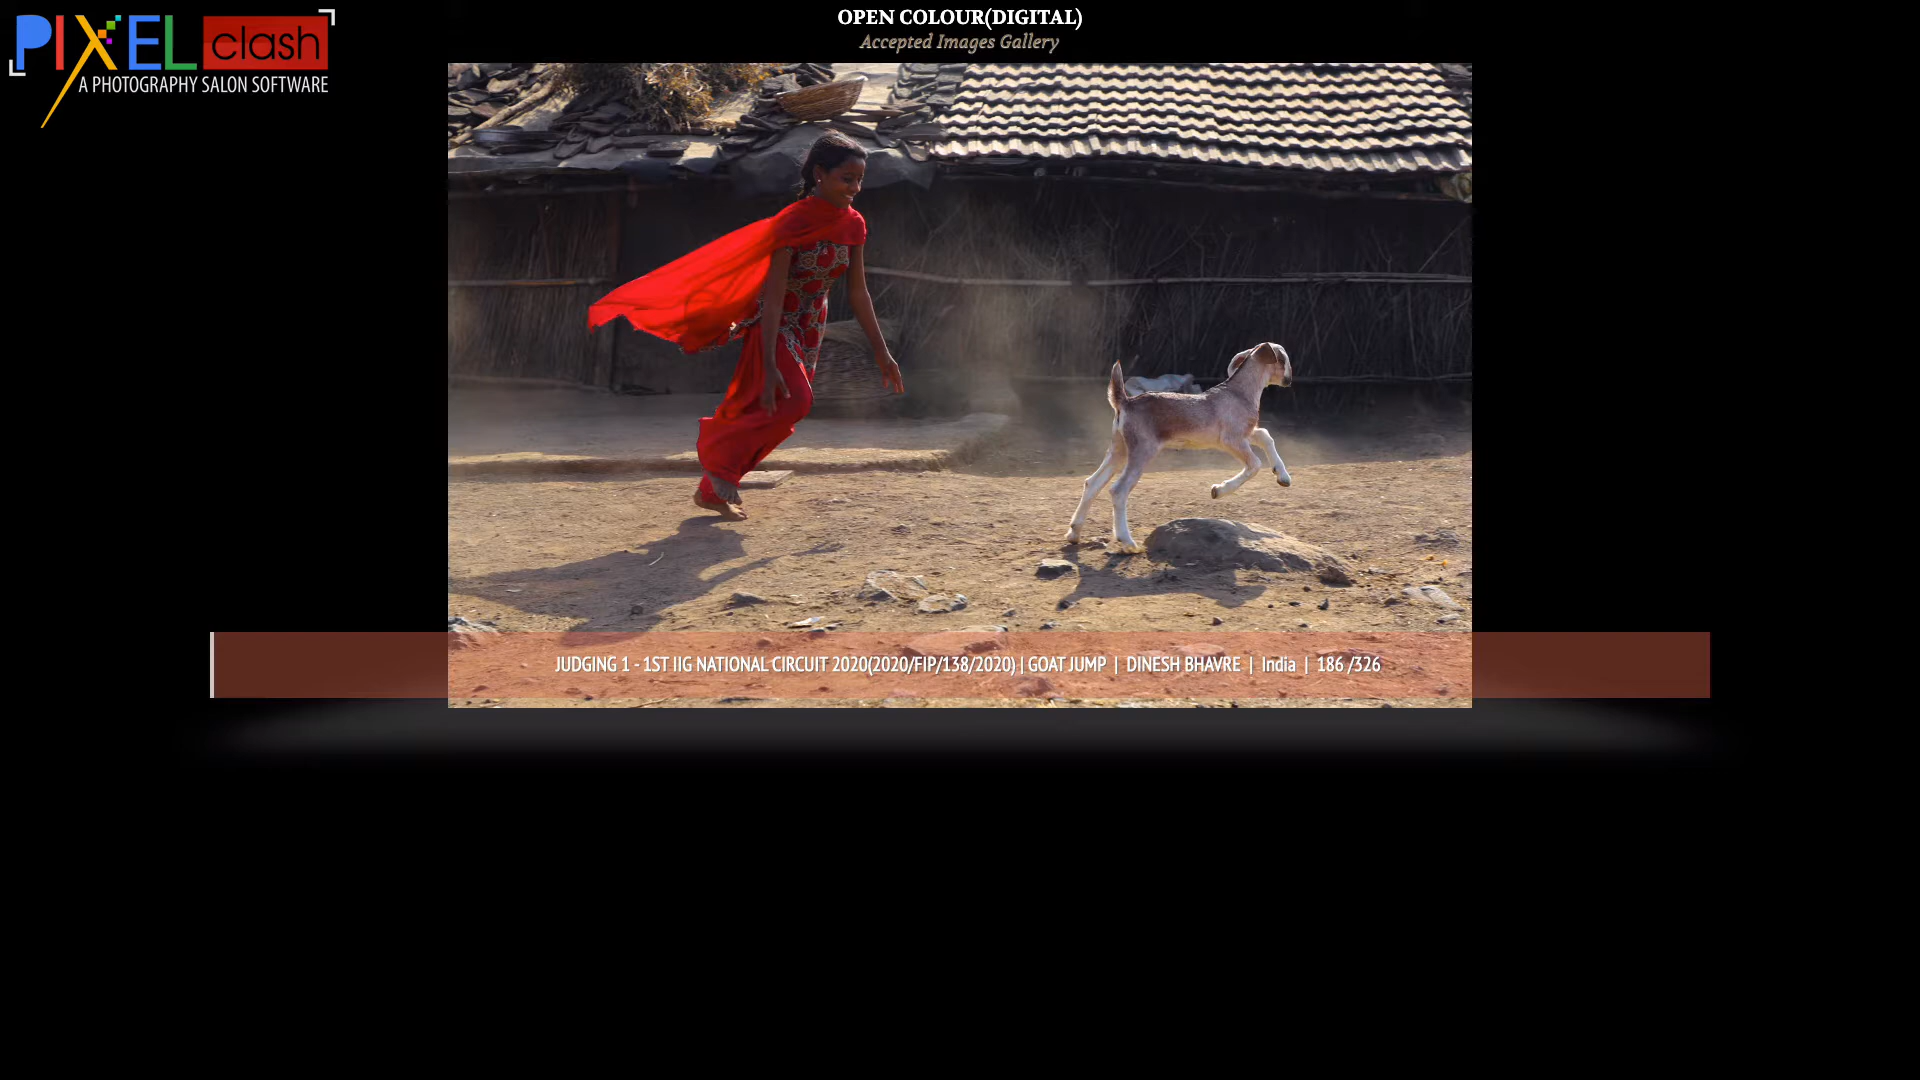 PIXEL clash
A PHOTOGRAPHY SALON SOFTWARE
OPEN COLOUR(DIGITAL)
Accepted Images Gallery
JUDGING 1 - 1ST IIG NATIONAL CIRCUIT 2020(2020/FIP/138/2020) | GOAT JUMP | DINESH BHAVRE | India | 186 /326